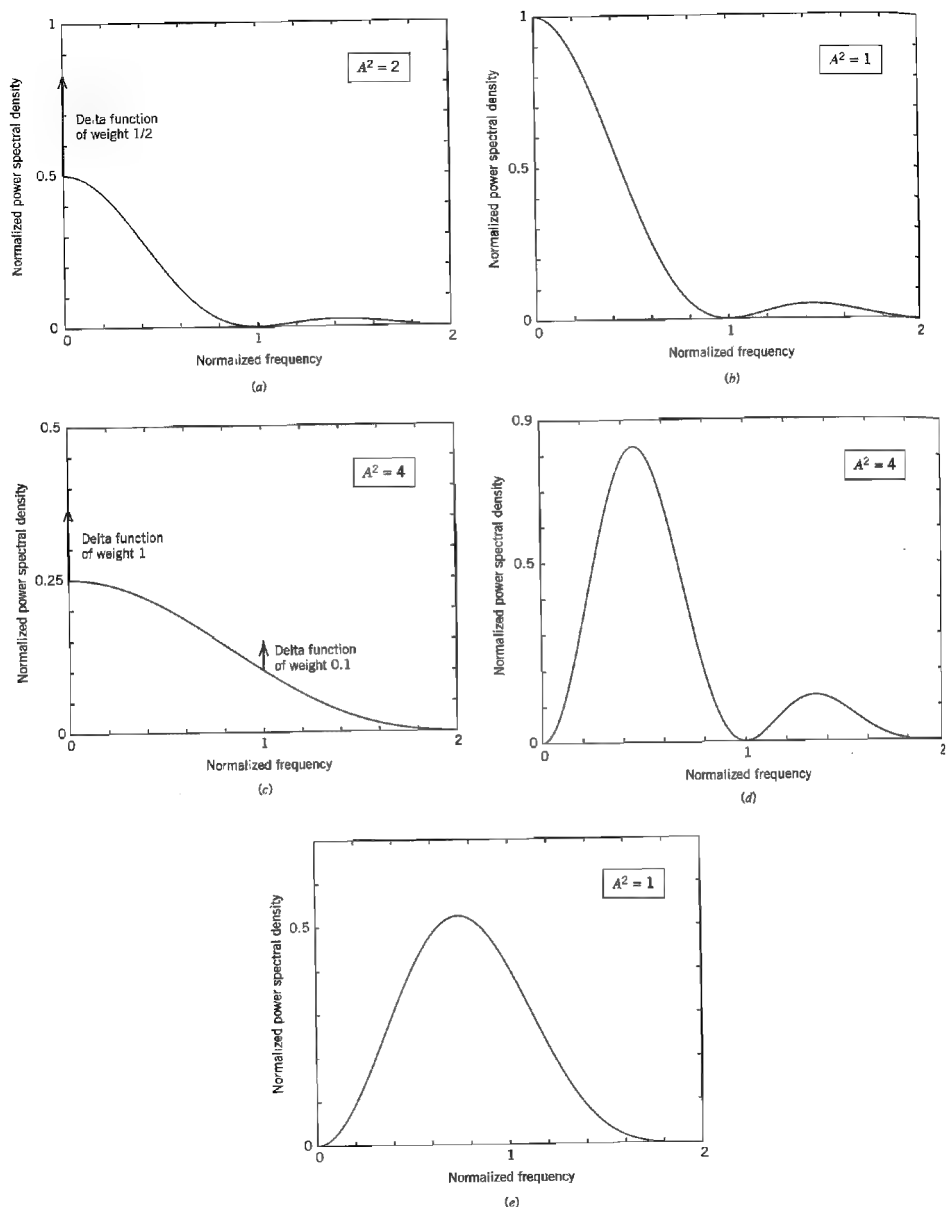 1
A² = 2
Normalized power spectral density
Delta function
of weight 1/2
0.5
0
0
1
2
Normalized frequency
(a)
1
A² = 1
Normalized power spectral density
0.5
0
0
1
2
Normalized frequency
(b)
0.5
A² = 4
Normalized power spectral density
Delta function
of weight 1
0.25
Delta function
of weight 0.1
0
0
1
2
Normalized frequency
(c)
0.9
A² = 4
Normalized power spectral density
0.5
0
0
1
2
Normalized frequency
(d)
A² = 1
Normalized power spectral density
0.5
0
0
1
2
Normalized frequency
(e)